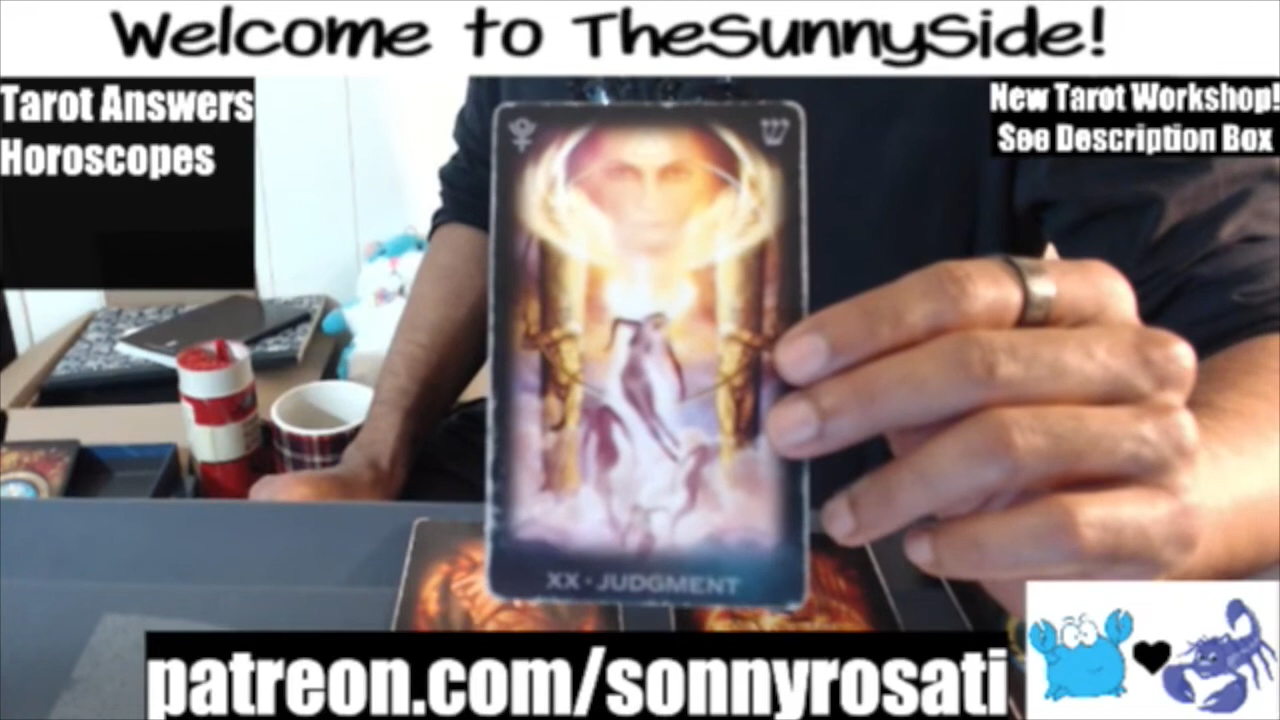 Welcome to TheSunnySide!
Tarot Answers
Horoscopes
New Tarot Workshop!
See Description Box
ש
XX • JUDGMENT
patreon.com/sonnyrosati